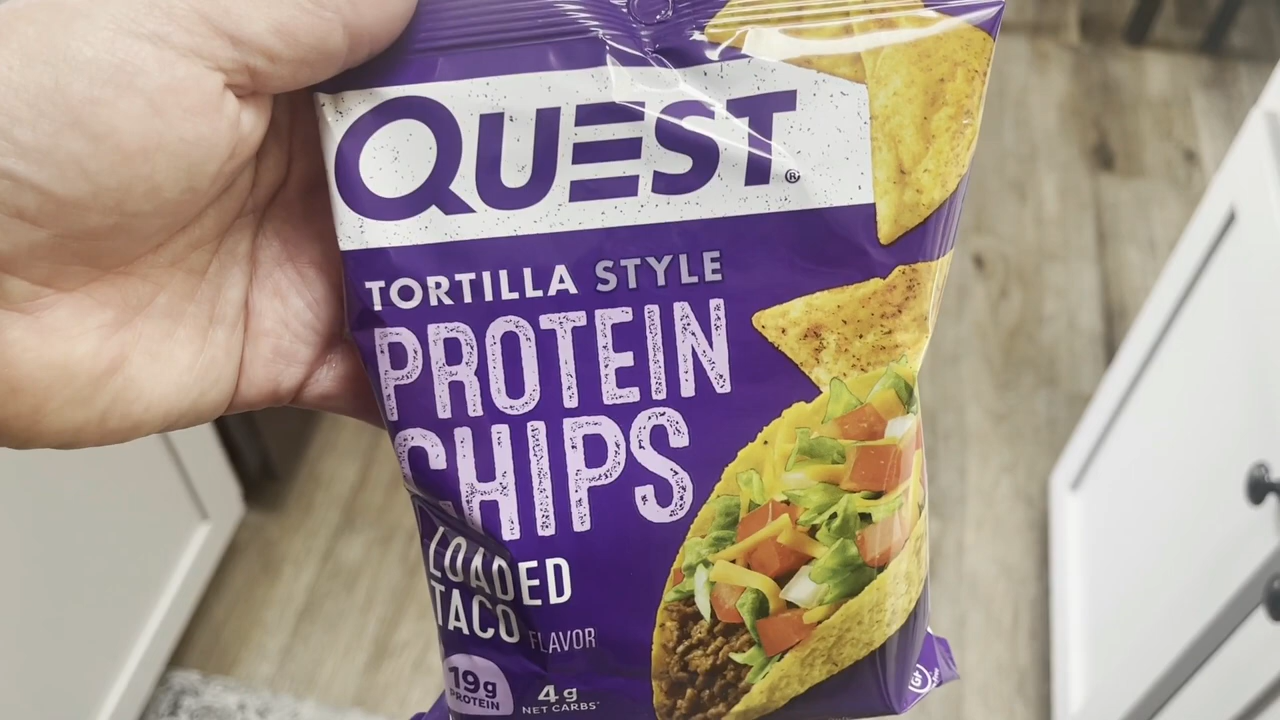 QUEST®
TORTILLA STYLE
PROTEIN
CHIPS
LOADED
TACO FLAVOR
19g
PROTEIN
4g
NET CARBS*